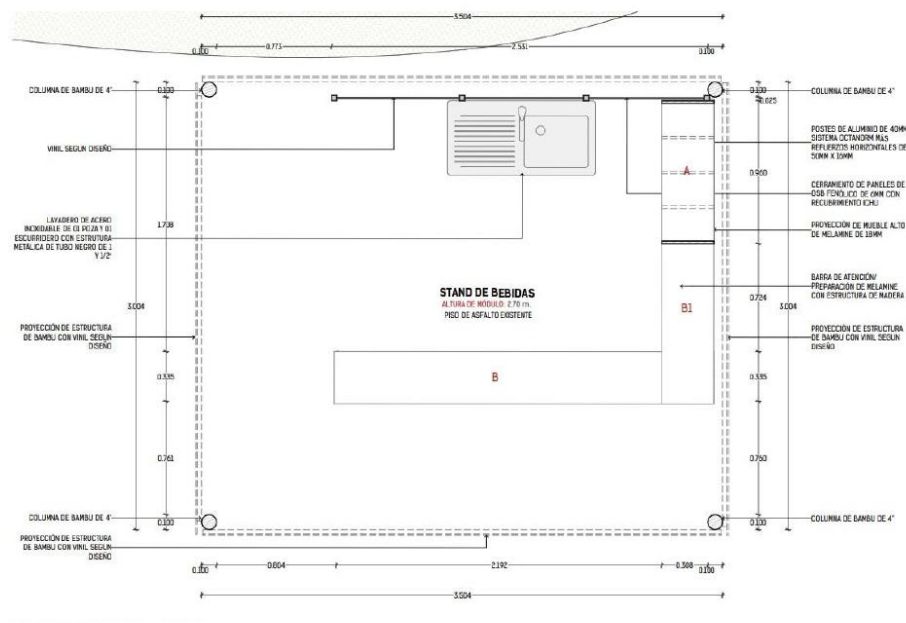 3.504
0.773
2.531
0.100
0.100
COLUMNA DE BAMBU DE 4"
0.100
0.100
COLUMNA DE BAMBU DE 4"
0.625
VINIL SEGUN DISEÑO
POSTES DE ALUMINIO DE 40MM
SISTEMA OCTANORM MÁS
REFUERZOS HORIZONTALES DE
50MM X 16MM
A
0.960
CERRAMIENTO DE PANELES DE
OSB FENÓLICO DE 6MM CON
RECUBRIMIENTO ICHU
LAVADERO DE ACERO
INOXIDABLE DE 01 POZA Y 01
ESCURRIDERO CON ESTRUTURA
METÁLICA DE TUBO NEGRO DE 1
Y 1/2"
1.708
PROYECCIÓN DE MUEBLE ALTO
DE MELAMINE DE 18MM
STAND DE BEBIDAS
ALTURA DE MÓDULO: 2.70 m.
PISO DE ASFALTO EXISTENTE
BARRA DE ATENCIÓN/
PREPARACIÓN DE MELAMINE
CON ESTRUCTURA DE MADERA
B1
0.724
3.004
3.004
PROYECCIÓN DE ESTRUCTURA
DE BAMBU CON VINIL SEGUN
DISEÑO
PROYECCIÓN DE ESTRUCTURA
DE BAMBU CON VINIL SEGUN
DISEÑO
0.335
B
0.335
0.761
0.760
COLUMNA DE BAMBU DE 4"
0.100
0.100
COLUMNA DE BAMBU DE 4"
PROYECCIÓN DE ESTRUCTURA
DE BAMBU CON VINIL SEGUN
DISEÑO
0.100
0.804
2.192
0.308
0.100
3.504